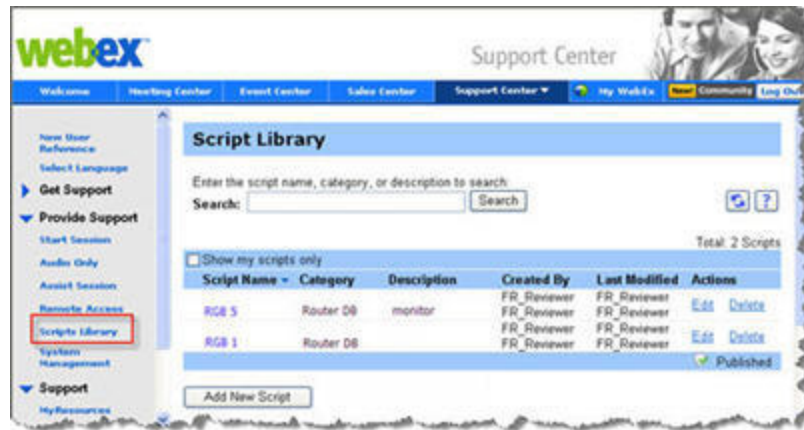 webex
Support Center
Welcome Meeting Center Event Center Sales Center Support Center My WebEx New! Community Log Out
New User
Reference
Select Language
Get Support
Provide Support
Start Session
Audio Only
Assist Session
Remote Access
Scripts Library
System
Management
Support
MyResources
Script Library
Enter the script name, category, or description to search:
Search: Search ?
Total: 2 Scripts
Show my scripts only
Script Name Category Description Created By Last Modified Actions
RGB 5 Router DB monitor FR_Reviewer FR_Reviewer FR_Reviewer FR_Reviewer Edit Delete
RGB 1 Router DB FR_Reviewer FR_Reviewer FR_Reviewer FR_Reviewer Edit Delete
Published
Add New Script